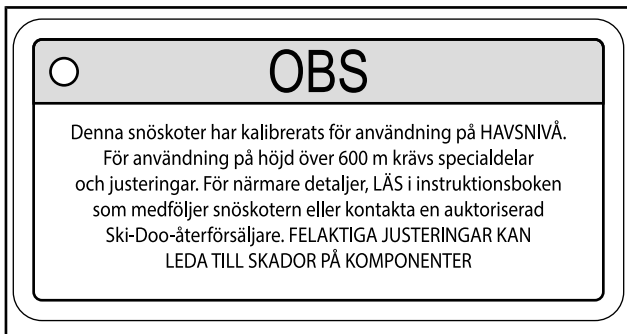 OBS
Denna snöskoter har kalibrerats för användning på HAVSNIVÅ.
För användning på höjd över 600 m krävs specialdelar
och justeringar. För närmare detaljer, LÄS i instruktionsboken
som medföljer snöskotern eller kontakta en auktoriserad
Ski-Doo-återförsäljare. FELAKTIGA JUSTERINGAR KAN
LEDA TILL SKADOR PÅ KOMPONENTER